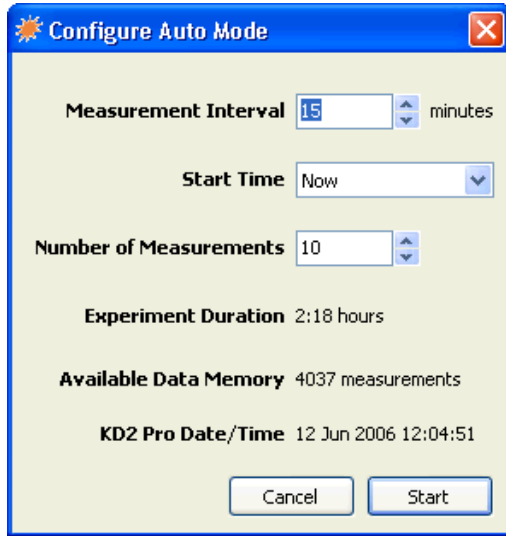 Configure Auto Mode
Measurement Interval 15 minutes
Start Time Now
Number of Measurements 10
Experiment Duration 2:18 hours
Available Data Memory 4037 measurements
KD2 Pro Date/Time 12 Jun 2006 12:04:51
Cancel Start